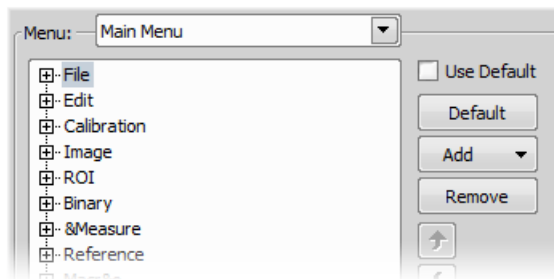 Menu: Main Menu
File
Use Default
Edit
Default
Calibration
Image
Add
ROI
Binary
Remove
&Measure
Reference